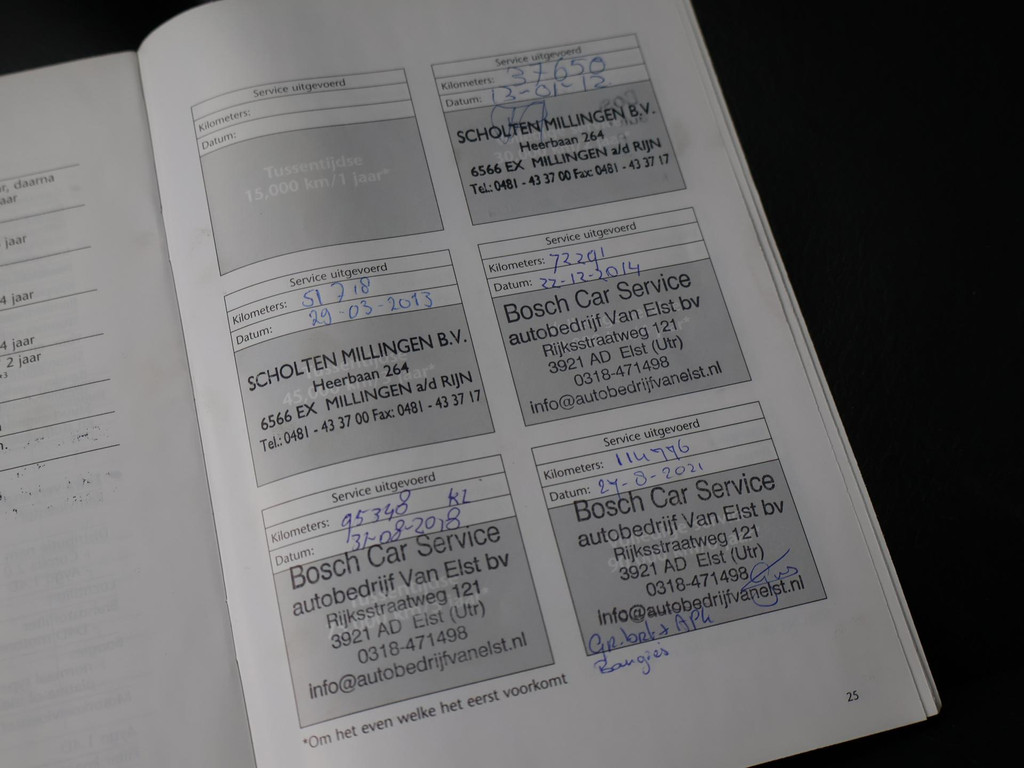 r, daarna
aar
jaar
4 jaar
4 jaar
2 jaar
Service uitgevoerd
Kilometers:
Datum:
Tussentijdse
15,000 km/1 jaar*
Service uitgevoerd
Kilometers: 37650
Datum: 12-01-12
SCHOLTEN MILLINGEN B.V.
Heerbaan 264
6566 EX MILLINGEN a/d RIJN
Tel.: 0481 - 43 37 00 Fax: 0481 - 43 37 17
Service uitgevoerd
Kilometers: 51718
Datum: 29-03-2013
SCHOLTEN MILLINGEN B.V.
Heerbaan 264
6566 EX MILLINGEN a/d RIJN
Tel.: 0481 - 43 37 00 Fax: 0481 - 43 37 17
Service uitgevoerd
Kilometers: 72291
Datum: 22-12-2014
Bosch Car Service
autobedrijf Van Elst bv
Rijksstraatweg 121
3921 AD Elst (Utr)
0318-471498
info@autobedrijfvanelst.nl
Service uitgevoerd
Kilometers: 95348 KL
Datum: 31-08-2018
Bosch Car Service
autobedrijf Van Elst bv
Rijksstraatweg 121
3921 AD Elst (Utr)
0318-471498
info@autobedrijfvanelst.nl
Service uitgevoerd
Kilometers: 114796
Datum: 24-8-2021
Bosch Car Service
autobedrijf Van Elst bv
Rijksstraatweg 121
3921 AD Elst (Utr)
0318-471498
Info@autobedrijfvanelst.nl
*Om het even welke het eerst voorkomt
25